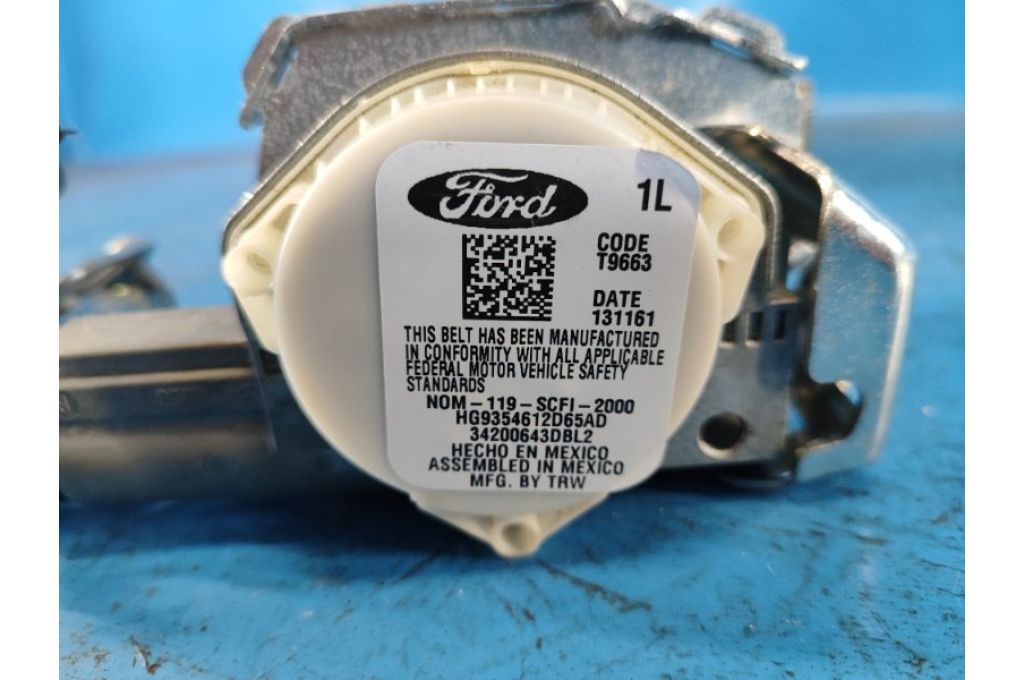 Ford
1L
CODE
T9663
DATE
131161
THIS BELT HAS BEEN MANUFACTURED
IN CONFORMITY WITH ALL APPLICABLE
FEDERAL MOTOR VEHICLE SAFETY
STANDARDS
NOM-119-SCFI-2000
HG9354612D65AD
34200643DBL2
HECHO EN MEXICO
ASSEMBLED IN MEXICO
MFG. BY TRW